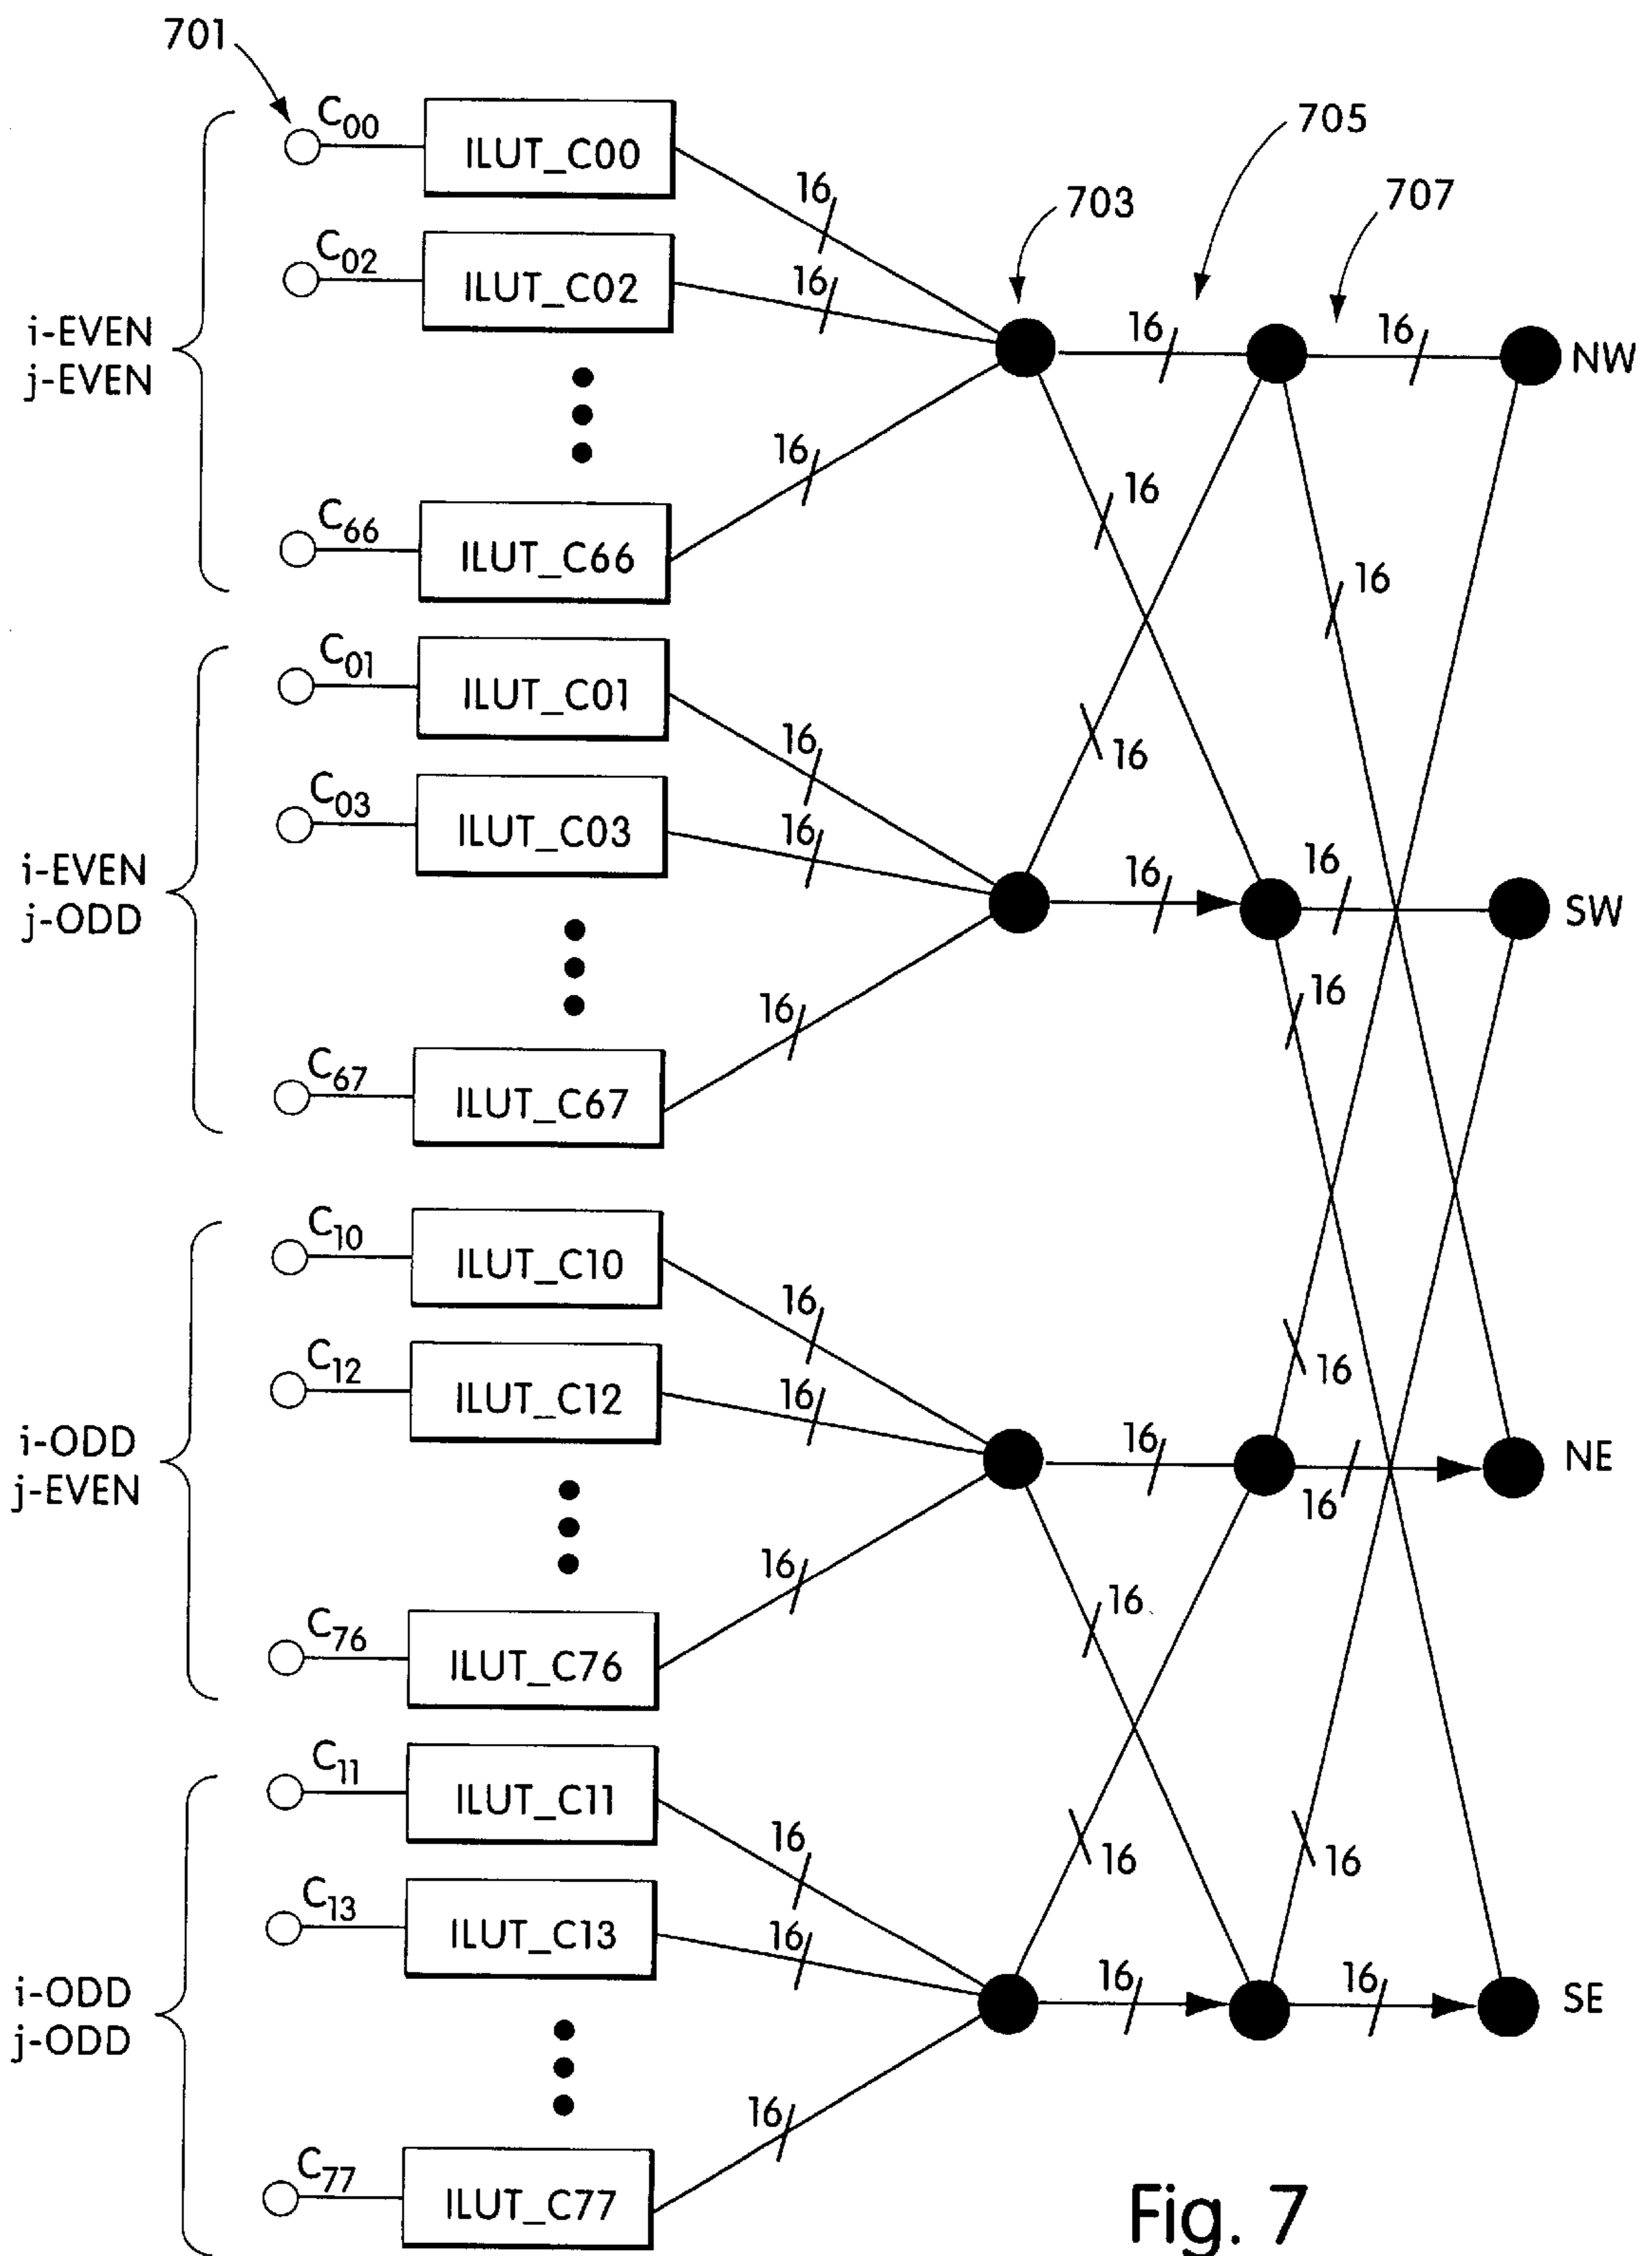 701
C00
ILUT_C00
16
705
703
707
C02
ILUT_C02
16
i-EVEN
j-EVEN
16
16
NW
16
16
C66
ILUT_C66
16
C01
ILUT_C01
16
16
C03
ILUT_C03
16
i-EVEN
j-ODD
16
16
SW
16
16
C67
ILUT_C67
C10
ILUT_C10
16
C12
ILUT_C12
16
16
i-ODD
j-EVEN
16
16
NE
16
16
C76
ILUT_C76
C11
ILUT_C11
16
16
16
C13
ILUT_C13
16
i-ODD
j-ODD
16
16
SE
16
C77
ILUT_C77
Fig. 7